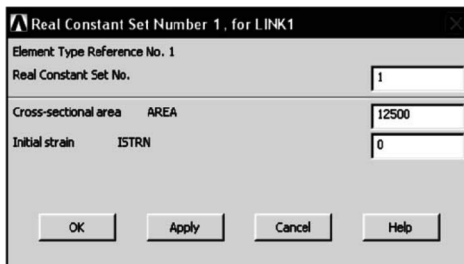 Real Constant Set Number 1, for LINK1
Element Type Reference No. 1
Real Constant Set No. 1
Cross-sectional area AREA 12500
Initial strain ISTRN 0
OK Apply Cancel Help